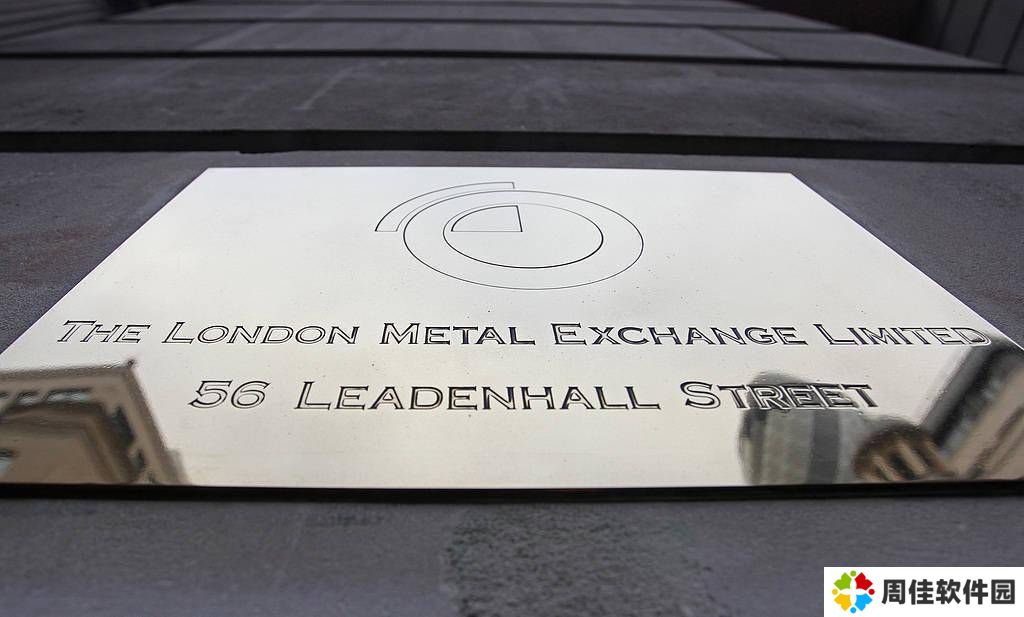 The London Metal Exchange Limited
56 Leadenhall Street
周佳软件园